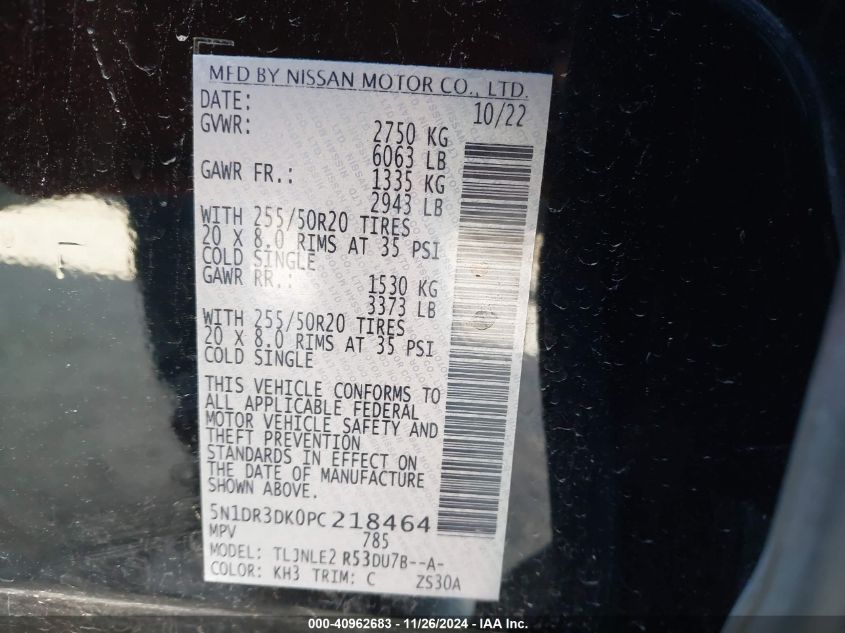 MFD BY NISSAN MOTOR CO., LTD.
DATE: 10/22
GVWR: 2750 KG
6063 LB
GAWR FR.: 1335 KG
2943 LB
WITH 255/50R20 TIRES
20 X 8.0 RIMS AT 35 PSI
COLD SINGLE
GAWR RR.: 1530 KG
3373 LB
WITH 255/50R20 TIRES
20 X 8.0 RIMS AT 35 PSI
COLD SINGLE
THIS VEHICLE CONFORMS TO
ALL APPLICABLE FEDERAL
MOTOR VEHICLE SAFETY AND
THEFT PREVENTION
STANDARDS IN EFFECT ON
THE DATE OF MANUFACTURE
SHOWN ABOVE.
5N1DR3DK0PC218464
MPV 785
MODEL: TLJNLE2 R53DU7B--A-
COLOR: KH3 TRIM: C ZS30A
000-40962683 - 11/26/2024 - IAA Inc.